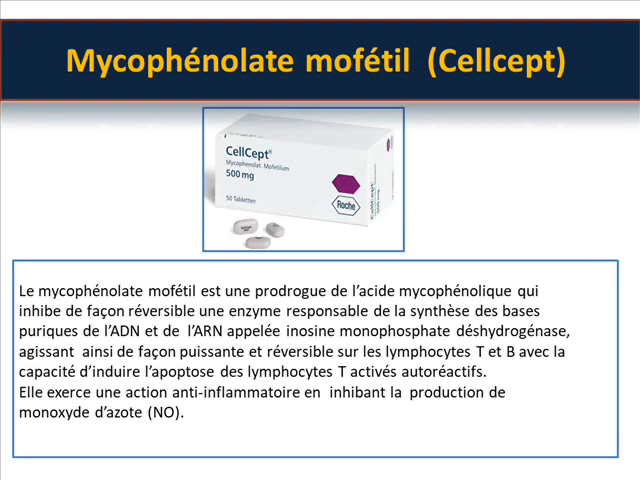 Mycophénolate mofétil (Cellcept)
CellCept®
Mycophenolat Mofetilum
500 mg
50 Tabletten
Roche
CellCept®
Le mycophénolate mofétil est une prodrogue de l’acide mycophénolique qui
inhibe de façon réversible une enzyme responsable de la synthèse des bases
puriques de l’ADN et de l’ARN appelée inosine monophosphate déshydrogénase,
agissant ainsi de façon puissante et réversible sur les lymphocytes T et B avec la
capacité d’induire l’apoptose des lymphocytes T activés autoréactifs.
Elle exerce une action anti-inflammatoire en inhibant la production de
monoxyde d’azote (NO).